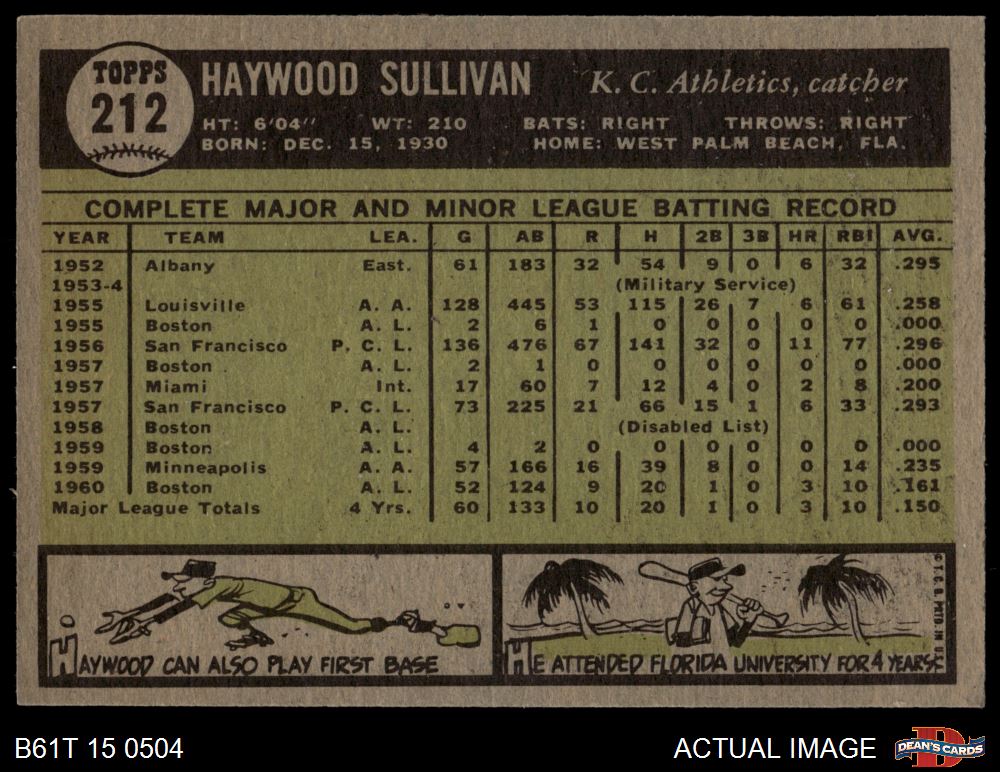 TOPPS
212
HAYWOOD SULLIVAN K. C. Athletics, catcher
HT: 6'04" WT: 210 BATS: RIGHT THROWS: RIGHT
BORN: DEC. 15, 1930 HOME: WEST PALM BEACH, FLA.
COMPLETE MAJOR AND MINOR LEAGUE BATTING RECORD
YEAR TEAM LEA. G AB R H 2B 3B HR RBI AVG.
1952 Albany East. 61 183 32 54 9 0 6 32 .295
1953-4 (Military Service)
1955 Louisville A. A. 128 445 53 115 26 7 6 61 .258
1955 Boston A. L. 2 6 1 0 0 0 0 0 .000
1956 San Francisco P. C. L. 136 476 67 141 32 0 11 77 .296
1957 Boston A. L. 2 1 0 0 0 0 0 0 .000
1957 Miami Int. 17 60 7 12 4 0 2 8 .200
1957 San Francisco P. C. L. 73 225 21 66 15 1 6 33 .293
1958 Boston A. L. (Disabled List)
1959 Boston A. L. 4 2 0 0 0 0 0 0 .000
1959 Minneapolis A. A. 57 166 16 39 8 0 0 14 .235
1960 Boston A. L. 52 124 9 20 1 0 3 10 .161
Major League Totals 4 Yrs. 60 133 10 20 1 0 3 10 .150
HAYWOOD CAN ALSO PLAY FIRST BASE
HE ATTENDED FLORIDA UNIVERSITY FOR 4 YEARS
© T.C.G. PRTD. IN U.S.
B61T 15 0504 ACTUAL IMAGE
DEAN'S CARDS